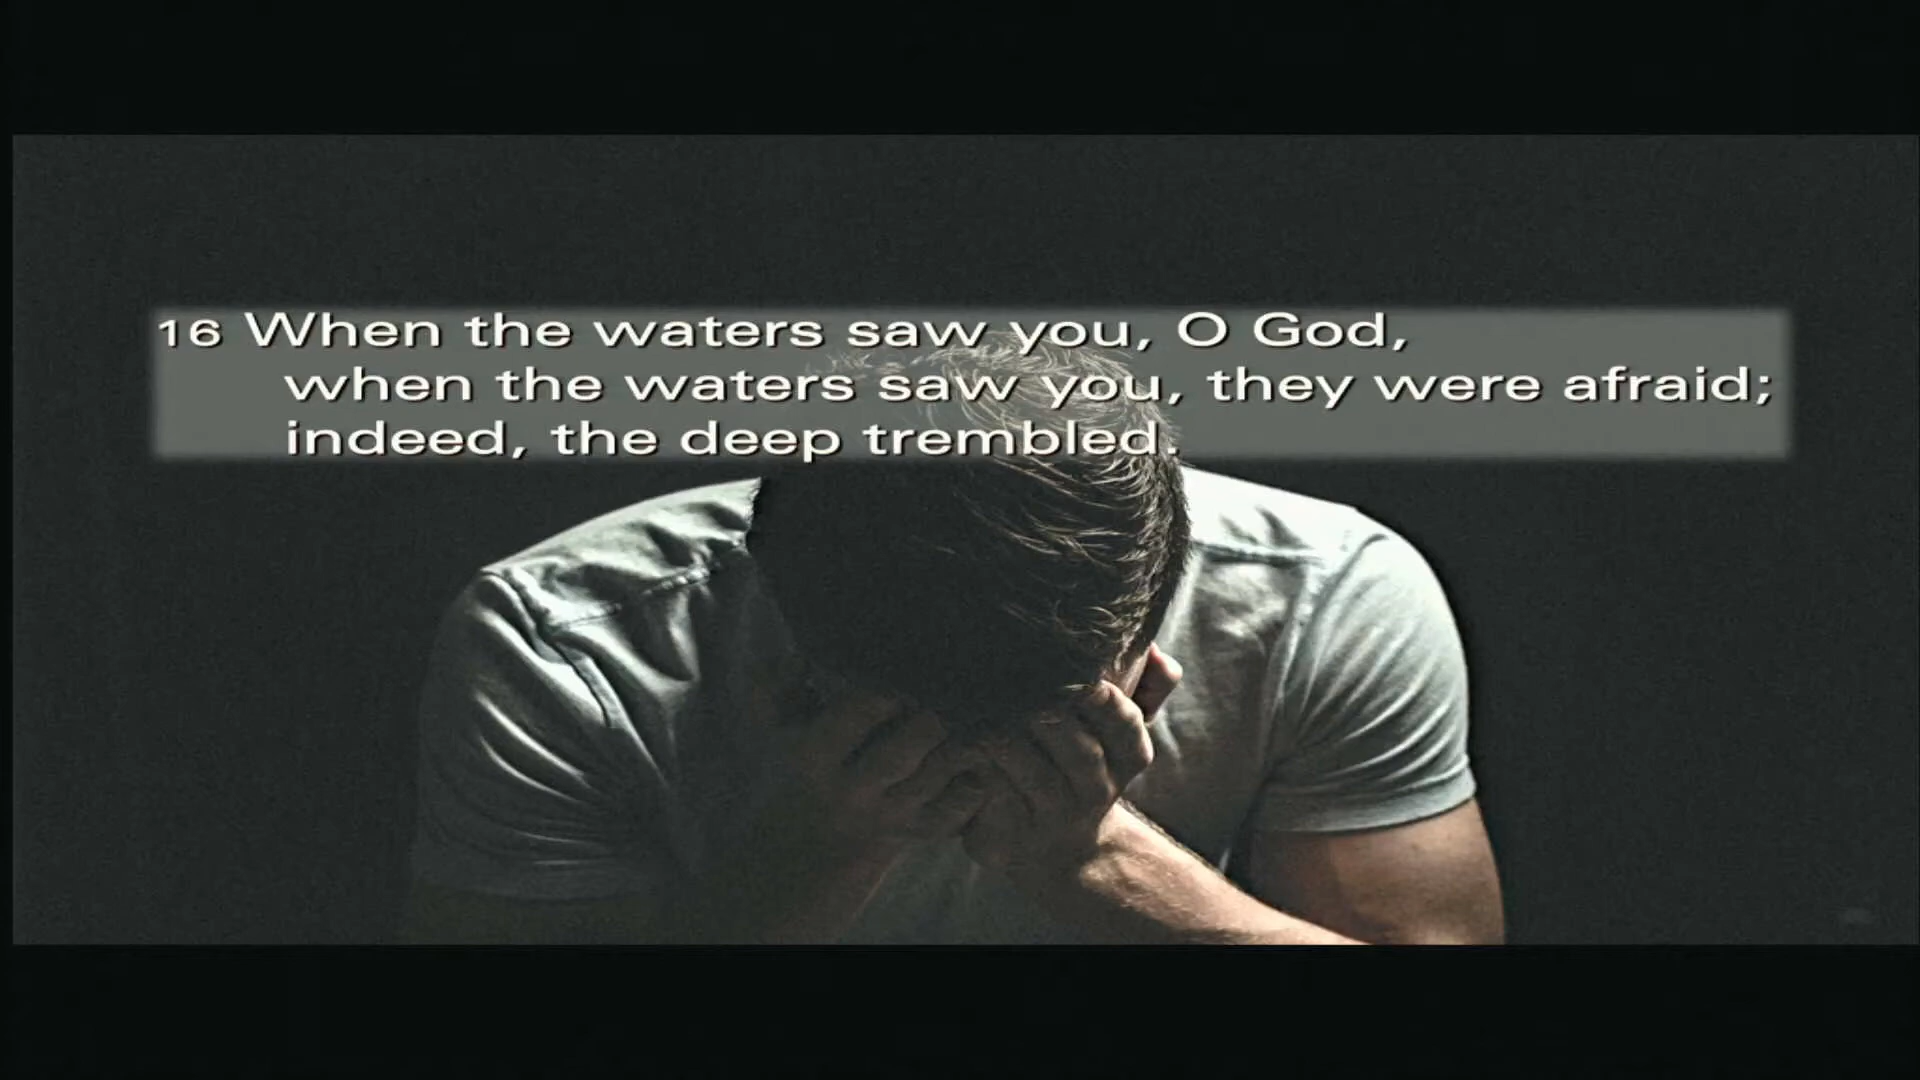 16 When the waters saw you, O God,
when the waters saw you, they were afraid;
indeed, the deep trembled.